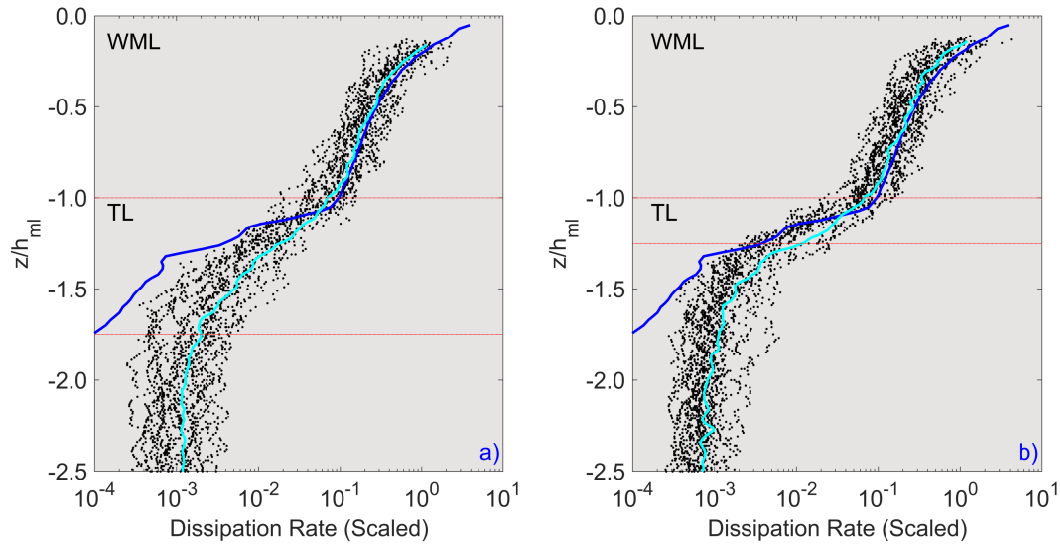 0.0
WML
-0.5
-1.0
TL
-1.5
-2.0
-2.5
a)
z/h_ml
10^-4
10^-3
10^-2
10^-1
10^0
10^1
Dissipation Rate (Scaled)
0.0
WML
-0.5
-1.0
TL
-1.5
-2.0
-2.5
b)
z/h_ml
10^-4
10^-3
10^-2
10^-1
10^0
10^1
Dissipation Rate (Scaled)